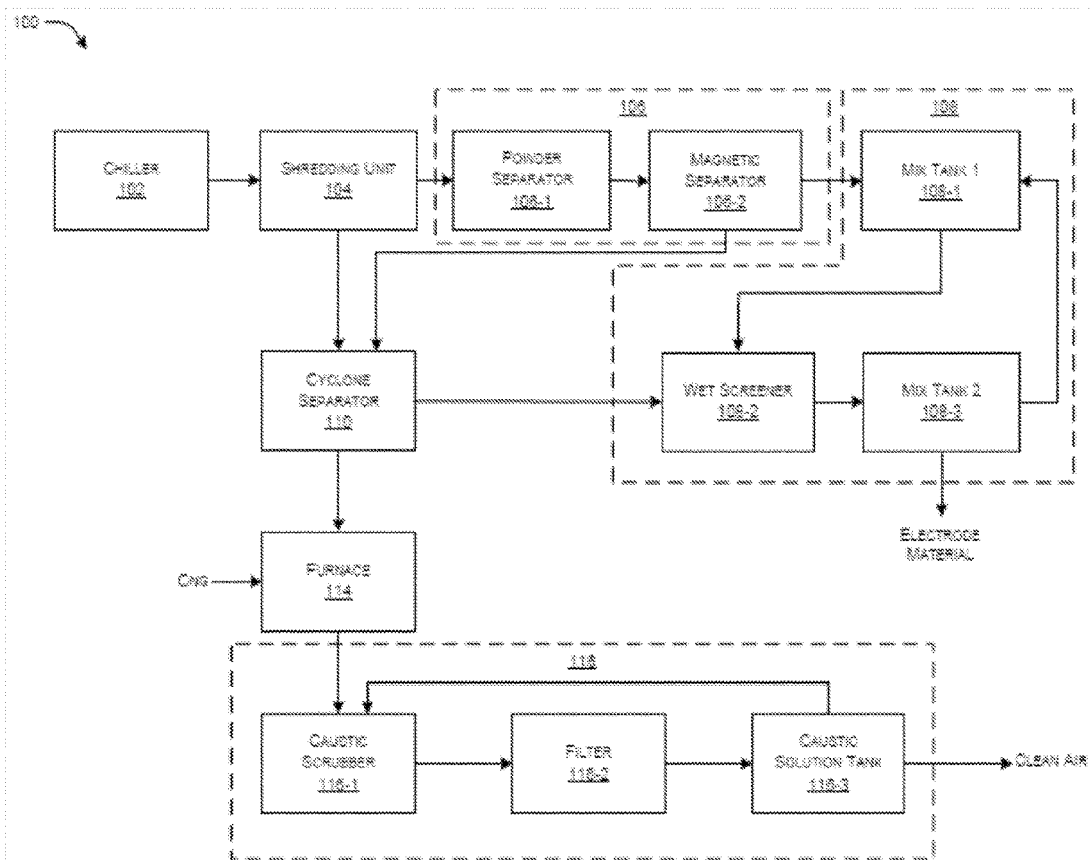 100
106
108
CHILLER
102
SHREDDING UNIT
104
POWDER
SEPARATOR
106-1
MAGNETIC
SEPARATOR
106-2
MIX TANK 1
108-1
CYCLONE
SEPARATOR
110
WET SCREENER
108-2
MIX TANK 2
108-3
ELECTRODE
MATERIAL
CNG
FURNACE
114
116
CAUSTIC
SCRUBBER
116-1
FILTER
116-2
CAUSTIC
SOLUTION TANK
116-3
CLEAN AIR